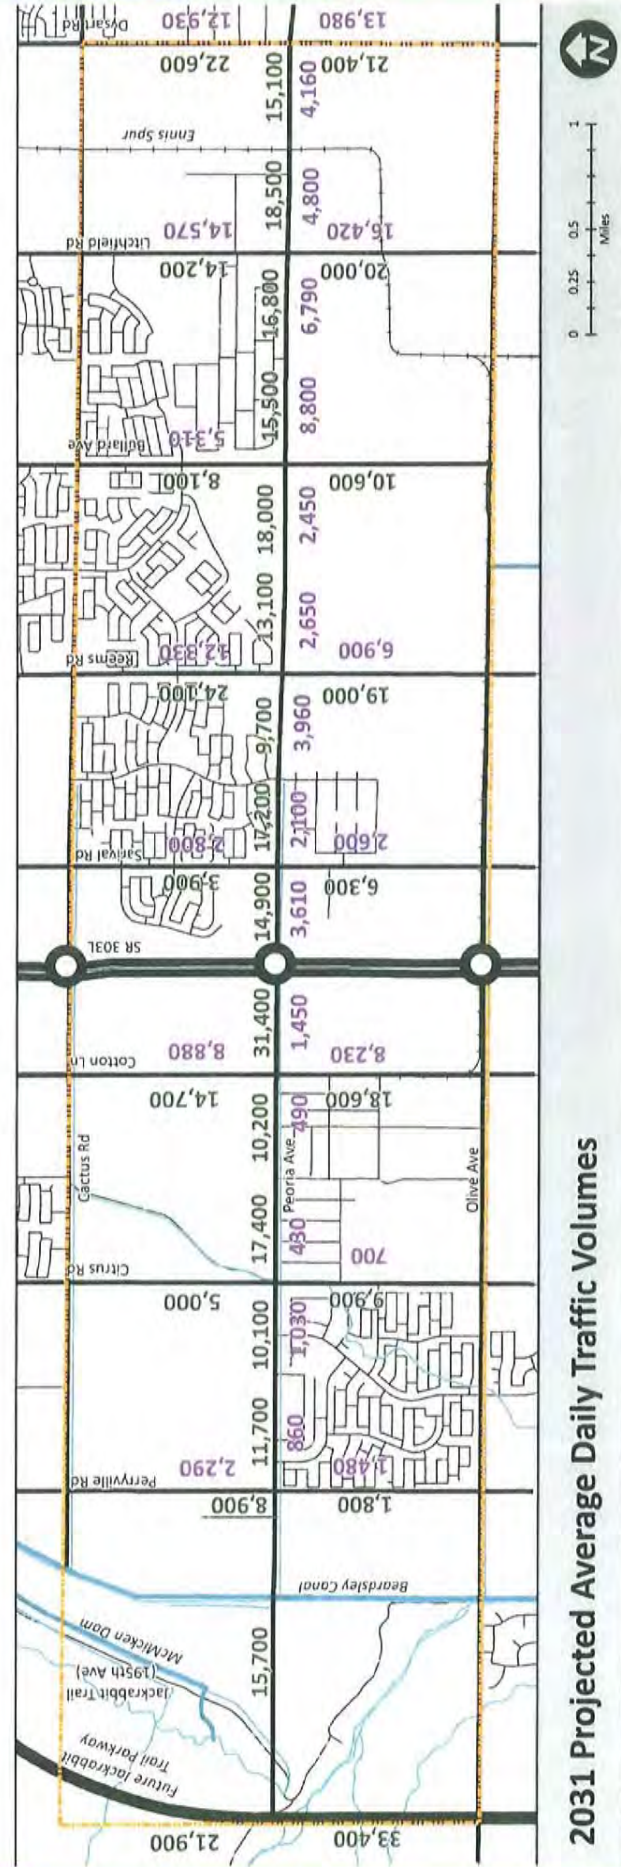 Dysart Rd
12,930
13,980
22,600
15,100
4,160
21,400
Ennis Spur
18,500
4,800
Litchfield Rd
14,570
16,420
14,200
20,000
16,800
6,790
15,500
8,800
Bullard Ave
5,310
8,100
10,600
18,000
2,450
13,100
2,650
Reems Rd
12,330
6,900
24,100
19,000
9,700
3,960
17,200
2,100
Sarival Rd
2,800
2,600
3,900
6,300
14,900
3,610
SR 303L
31,400
1,450
Cotton Ln
8,880
8,230
14,700
18,600
10,200
490
Cactus Rd
Peoria Ave
Olive Ave
17,400
430
700
Citrus Rd
5,000
9,900
10,100
1,030
11,700
860
Perryville Rd
2,290
1,480
8,900
1,800
Beardsley Canal
McMicken Dam
Jackrabbit Trail
(195th Ave)
15,700
Future Jackrabbit
Trail Parkway
21,900
33,400
N
0 0.25 0.5 1
Miles
2031 Projected Average Daily Traffic Volumes